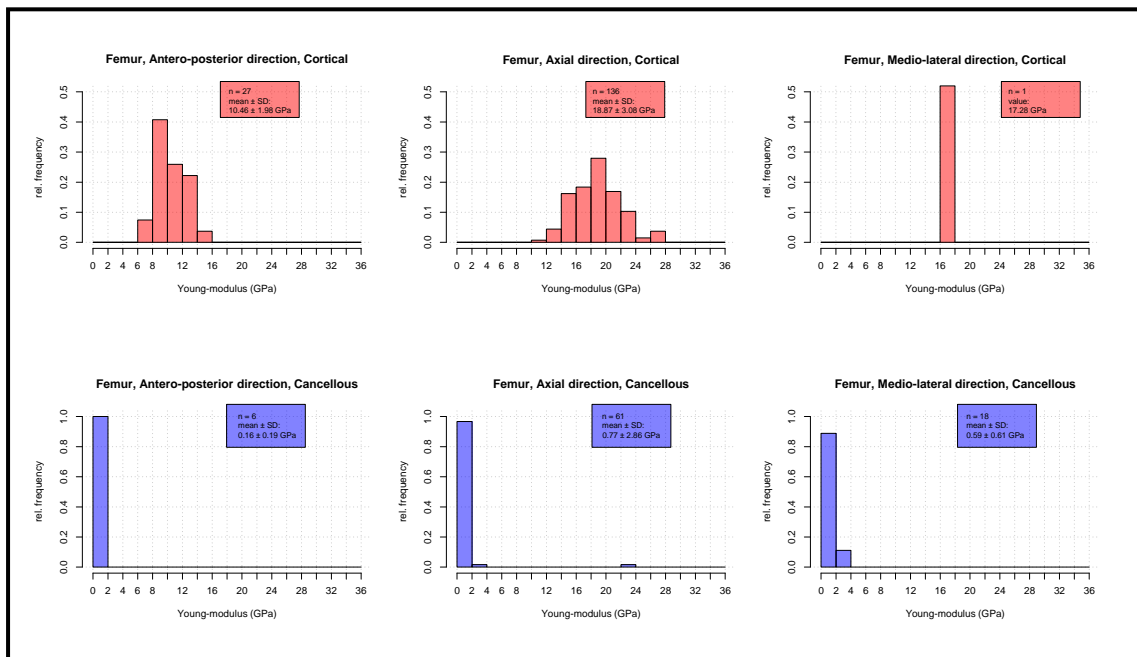 Femur, Antero-posterior direction, Cortical
n = 27
mean ± SD:
10.46 ± 1.98 GPa
rel. frequency
0.5
0.4
0.3
0.2
0.1
0.0
0 2 4 6 8 12 16 20 24 28 32 36
Young-modulus (GPa)
Femur, Axial direction, Cortical
n = 136
mean ± SD:
18.87 ± 3.08 GPa
rel. frequency
0.5
0.4
0.3
0.2
0.1
0.0
0 2 4 6 8 12 16 20 24 28 32 36
Young-modulus (GPa)
Femur, Medio-lateral direction, Cortical
n = 1
value:
17.28 GPa
rel. frequency
0.5
0.4
0.3
0.2
0.1
0.0
0 2 4 6 8 12 16 20 24 28 32 36
Young-modulus (GPa)
Femur, Antero-posterior direction, Cancellous
n = 6
mean ± SD:
0.16 ± 0.19 GPa
rel. frequency
1.0
0.8
0.6
0.4
0.2
0.0
0 2 4 6 8 12 16 20 24 28 32 36
Young-modulus (GPa)
Femur, Axial direction, Cancellous
n = 61
mean ± SD:
0.77 ± 2.86 GPa
rel. frequency
1.0
0.8
0.6
0.4
0.2
0.0
0 2 4 6 8 12 16 20 24 28 32 36
Young-modulus (GPa)
Femur, Medio-lateral direction, Cancellous
n = 18
mean ± SD:
0.59 ± 0.61 GPa
rel. frequency
1.0
0.8
0.6
0.4
0.2
0.0
0 2 4 6 8 12 16 20 24 28 32 36
Young-modulus (GPa)